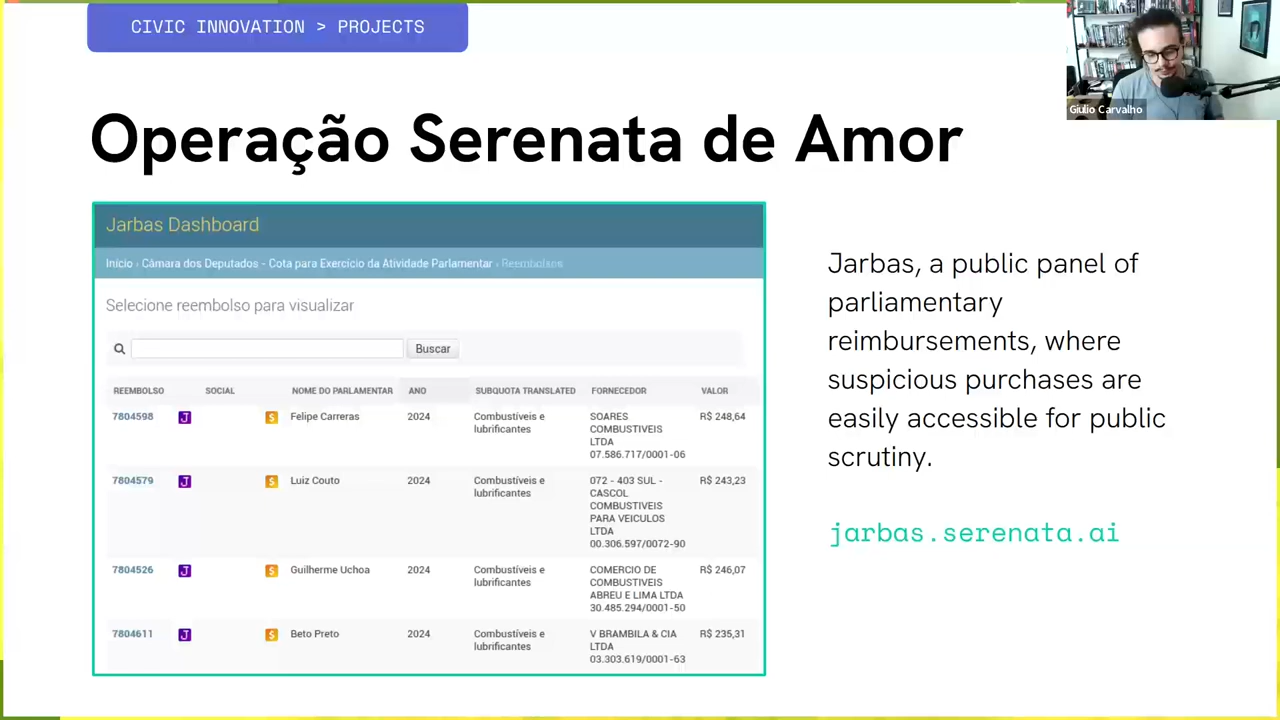 CIVIC INNOVATION > PROJECTS
Giulio Carvalho
Operação Serenata de Amor
Jarbas Dashboard
Início › Câmara dos Deputados - Cota para Exercício da Atividade Parlamentar › Reembolsos
Selecione reembolso para visualizar
Buscar
REEMBOLSO SOCIAL NOME DO PARLAMENTAR ANO SUBQUOTA TRANSLATED FORNECEDOR VALOR
7804598 J $ Felipe Carreras 2024 Combustíveis e SOARES R$ 248,64
lubrificantes COMBUSTIVEIS
LTDA
07.586.717/0001-06
7804579 J $ Luiz Couto 2024 Combustíveis e 072 - 403 SUL - R$ 243,23
lubrificantes CASCOL
COMBUSTIVEIS
PARA VEICULOS
LTDA
00.306.597/0072-90
7804526 J $ Guilherme Uchoa 2024 Combustíveis e COMERCIO DE R$ 246,07
lubrificantes COMBUSTIVEIS
ABREU E LIMA LTDA
30.485.294/0001-50
7804611 J $ Beto Preto 2024 Combustíveis e V BRAMBILA & CIA R$ 235,31
lubrificantes LTDA
03.303.619/0001-63
Jarbas, a public panel of
parliamentary
reimbursements, where
suspicious purchases are
easily accessible for public
scrutiny.
jarbas.serenata.ai